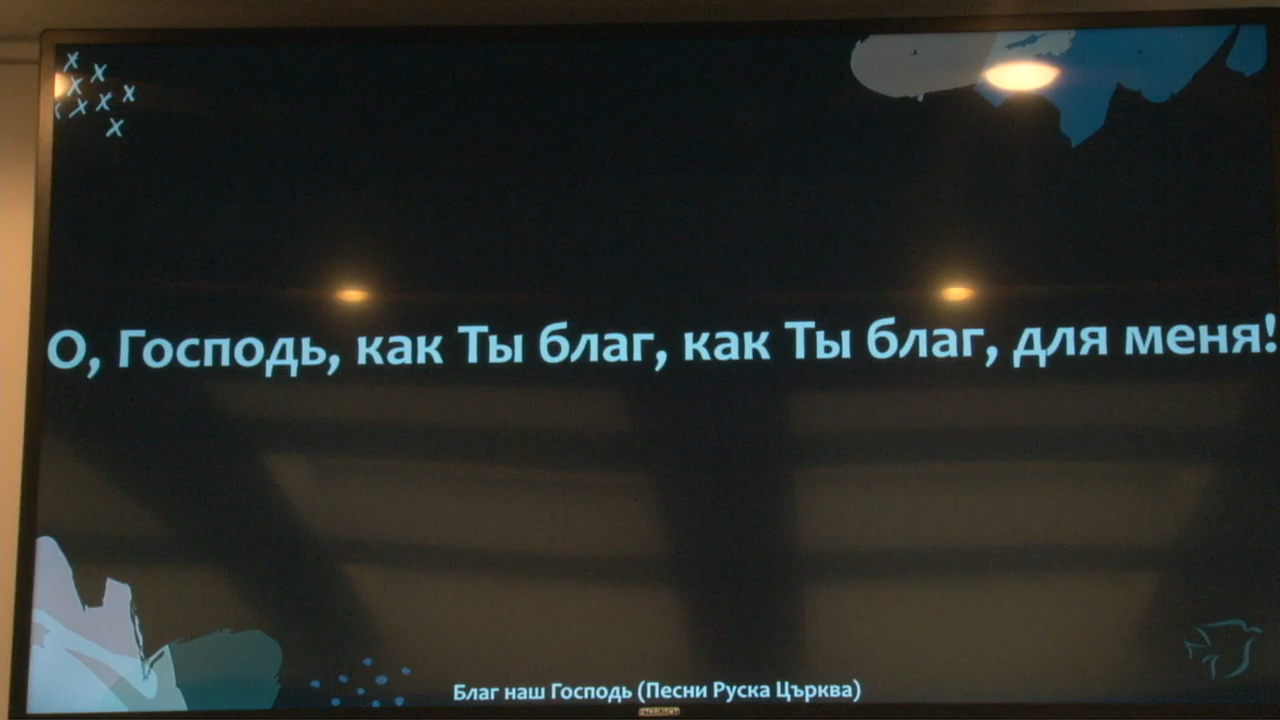 О, Господь, как Ты благ, как Ты благ, для меня!
Благ наш Господь (Песни Руска Църква)